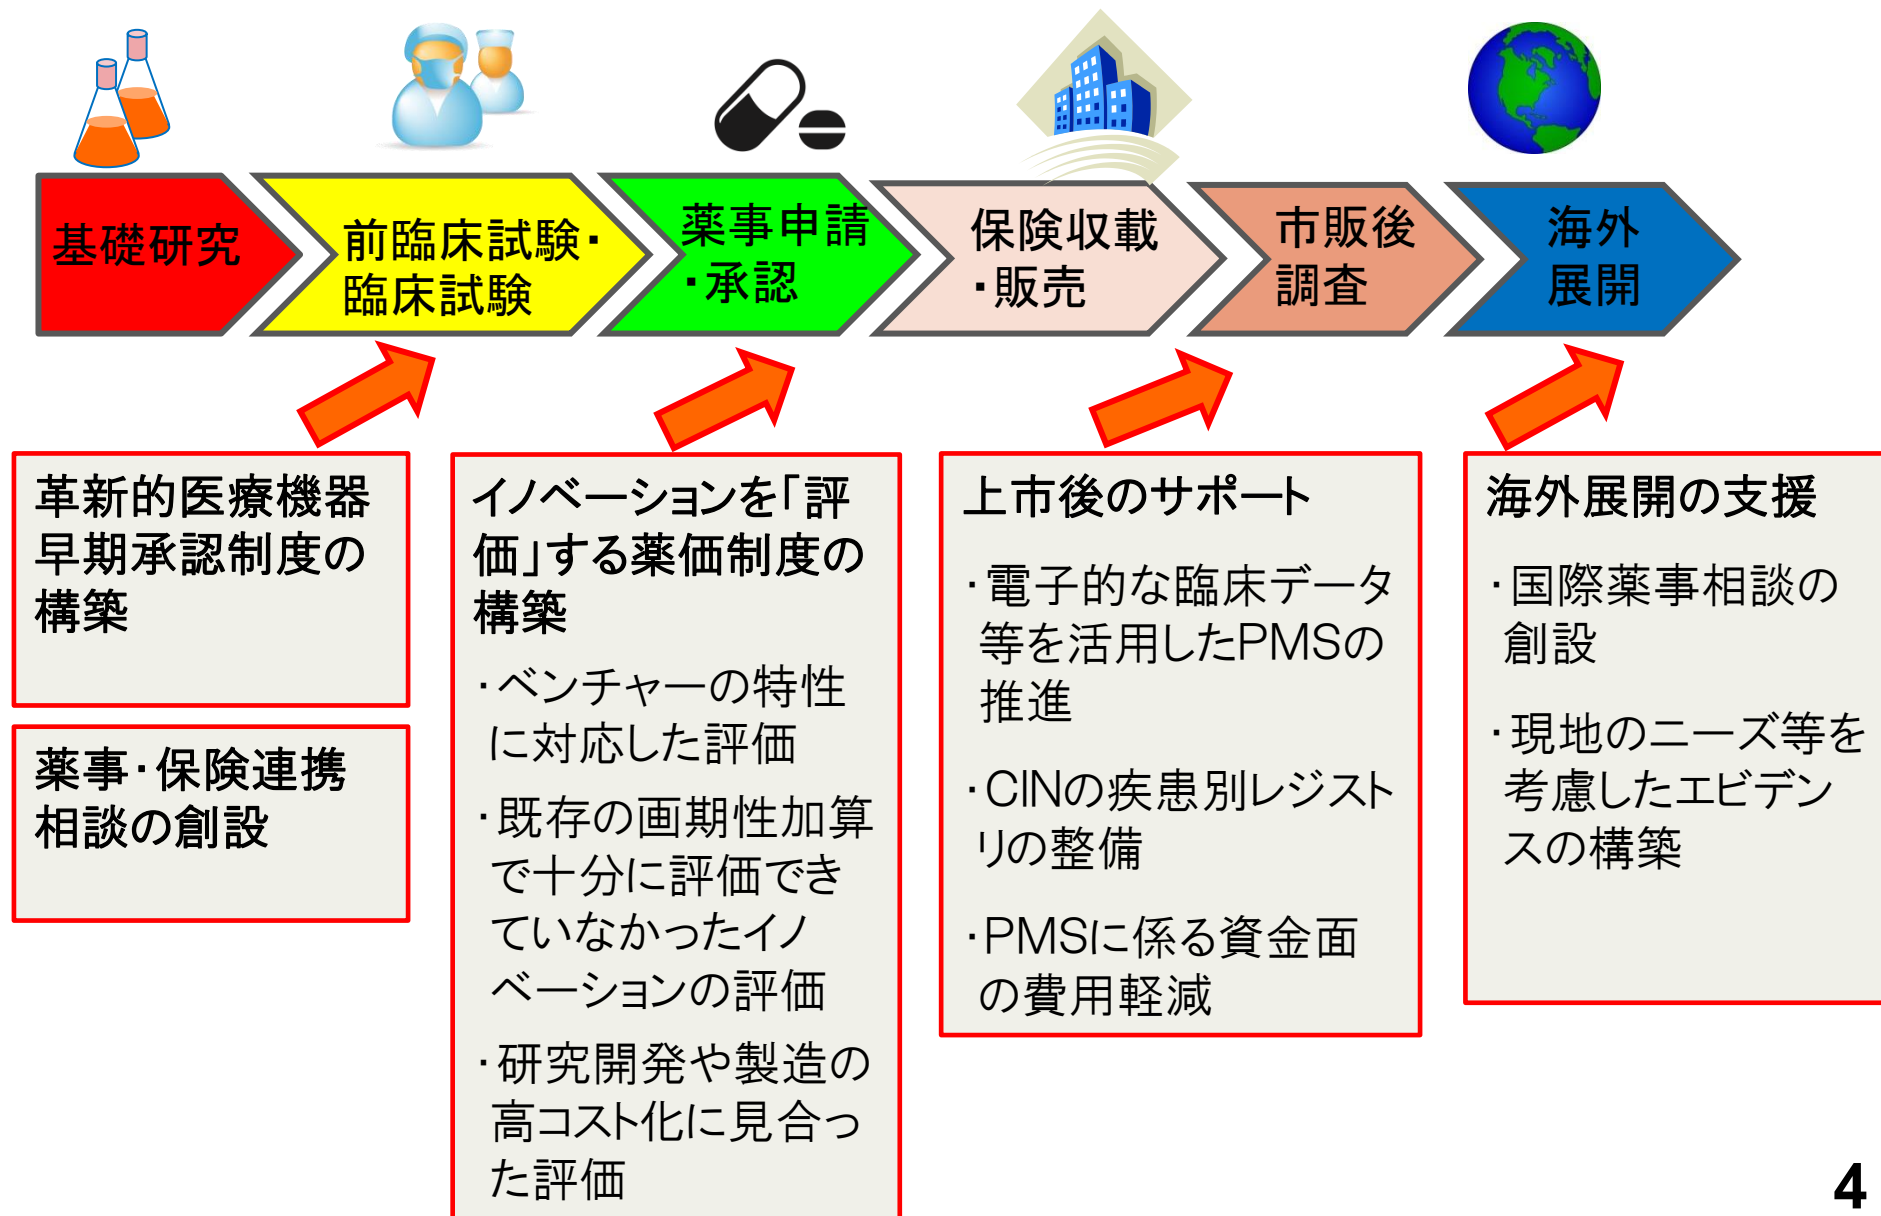 基礎研究
前臨床試験・
臨床試験
薬事申請
・承認
保険収載
・販売
市販後
調査
海外
展開
革新的医療機器
早期承認制度の
構築
薬事・保険連携
相談の創設
イノベーションを「評
価」する薬価制度の
構築
・ベンチャーの特性
に対応した評価
・既存の画期性加算
で十分に評価でき
ていなかったイノ
ベーションの評価
・研究開発や製造の
高コスト化に見合っ
た評価
上市後のサポート
・電子的な臨床データ
等を活用したPMSの
推進
・CINの疾患別レジスト
リの整備
・PMSに係る資金面
の費用軽減
海外展開の支援
・国際薬事相談の
創設
・現地のニーズ等を
考慮したエビデン
スの構築
4